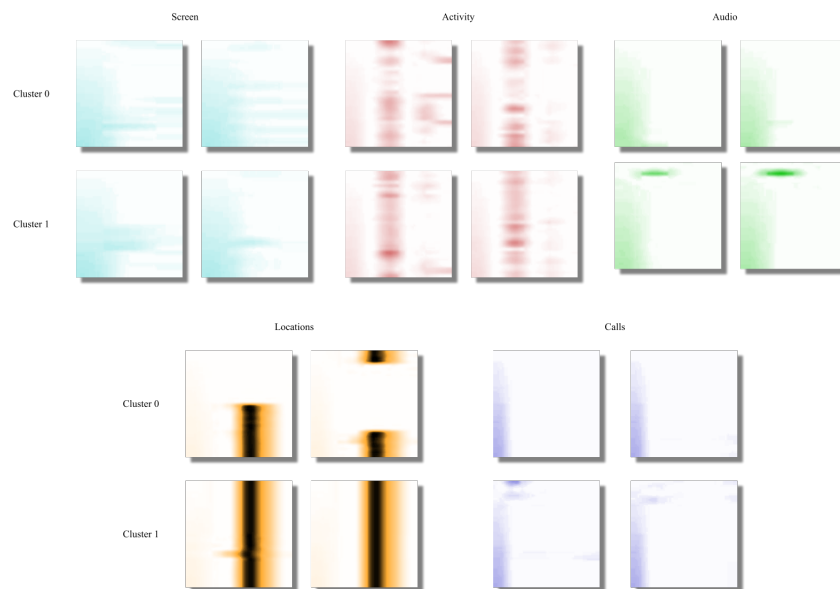 Screen Activity Audio
Cluster 0
Cluster 1
Locations Calls
Cluster 0
Cluster 1